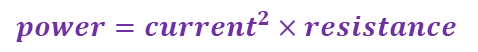 power = current² × resistance